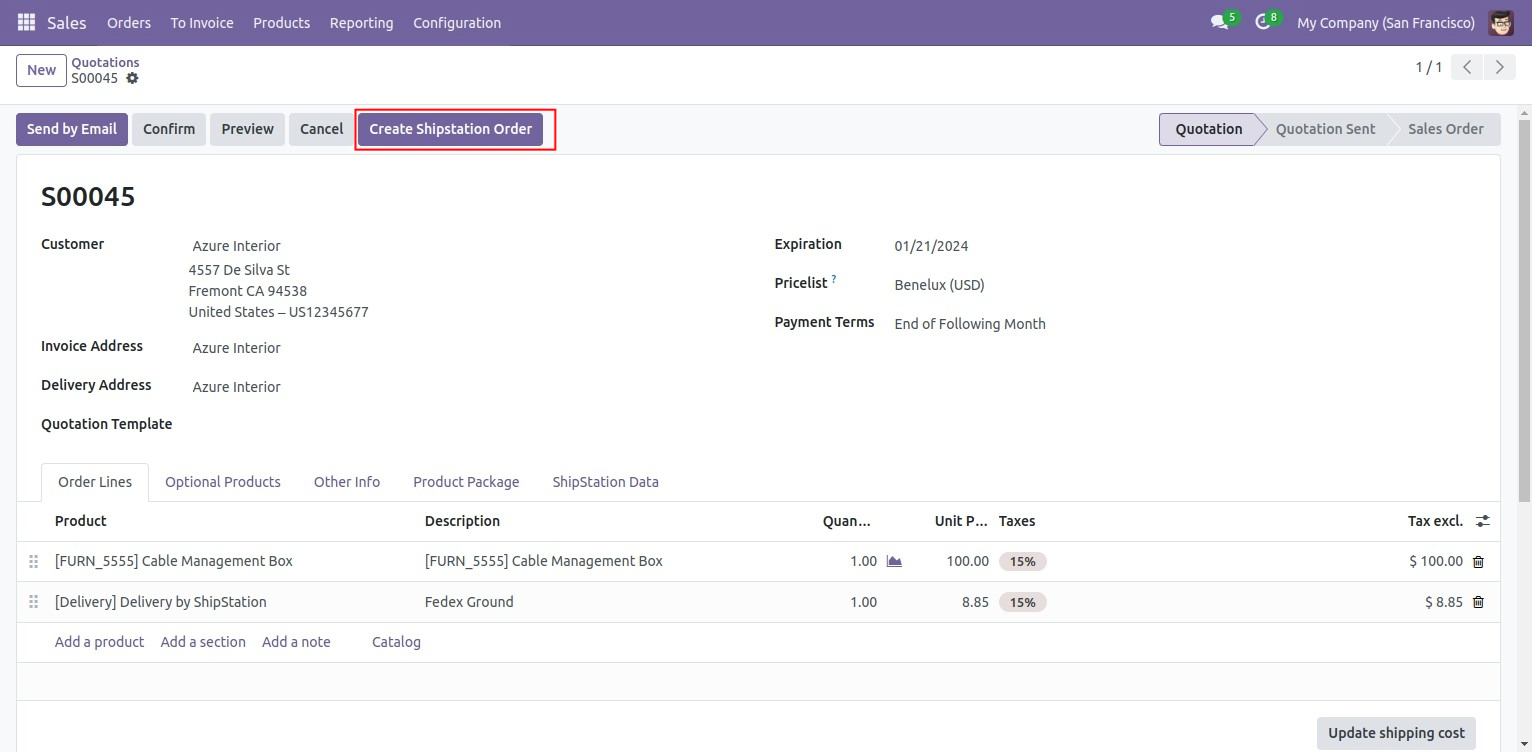 Sales Orders To Invoice Products Reporting Configuration 5 8 My Company (San Francisco)
New Quotations 1 / 1
S00045
Send by Email Confirm Preview Cancel Create Shipstation Order Quotation Quotation Sent Sales Order
S00045
Customer Azure Interior
4557 De Silva St
Fremont CA 94538
United States – US12345677
Invoice Address Azure Interior
Delivery Address Azure Interior
Quotation Template
Expiration 01/21/2024
Pricelist ? Benelux (USD)
Payment Terms End of Following Month
Order Lines Optional Products Other Info Product Package ShipStation Data
Product Description Quan... Unit P... Taxes Tax excl.
[FURN_5555] Cable Management Box [FURN_5555] Cable Management Box 1.00 100.00 15% $ 100.00
[Delivery] Delivery by ShipStation Fedex Ground 1.00 8.85 15% $ 8.85
Add a product Add a section Add a note Catalog
Update shipping cost